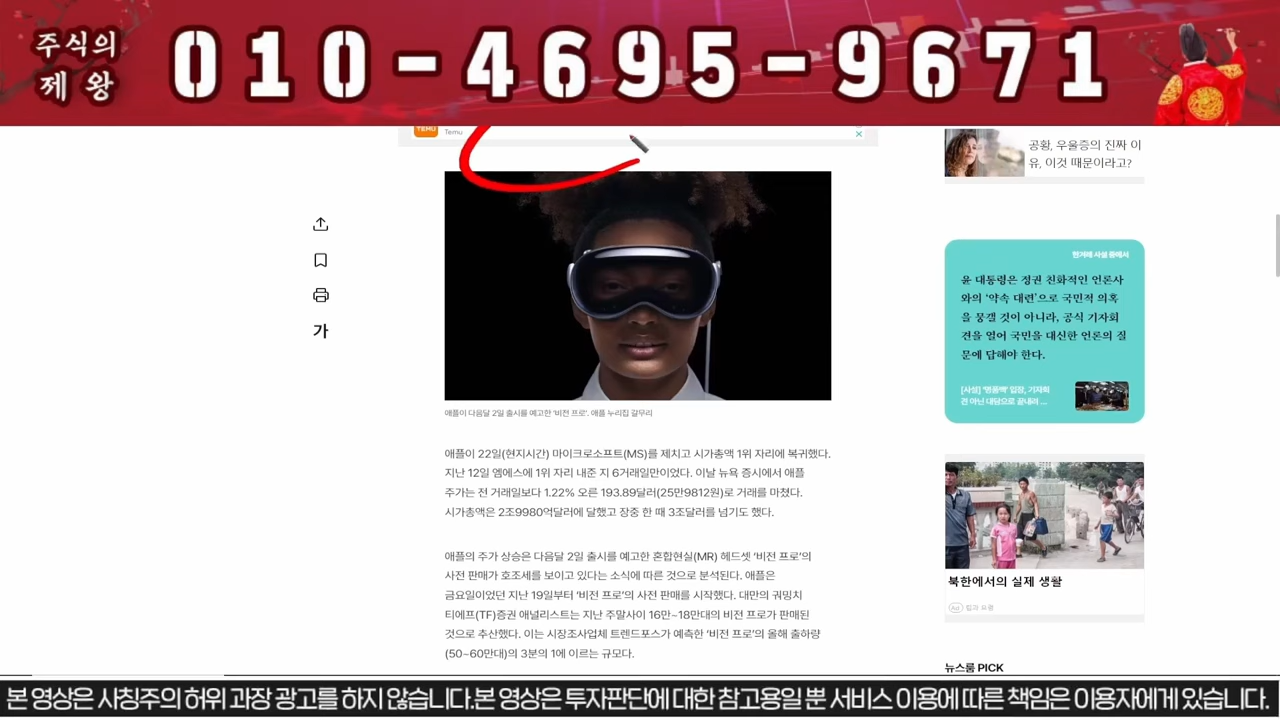 주식의
제왕
010-4695-9671
TEMU
Temu
공황, 우울증의 진짜 이
유, 이것 때문이라고?
가
한겨레 사설 중에서
윤 대통령은 정권 친화적인 언론사
와의 '약속 대련'으로 국민적 의혹
을 뭉갤 것이 아니라, 공식 기자회
견을 열어 국민을 대신한 언론의 질
문에 답해야 한다.
[사설] '명품백' 입장, 기자회
견 아닌 대담으로 끝내려 ...
애플이 다음달 2일 출시를 예고한 '비전 프로'. 애플 누리집 갈무리
애플이 22일(현지시간) 마이크로소프트(MS)를 제치고 시가총액 1위 자리에 복귀했다.
지난 12일 엠에스에 1위 자리 내준 지 6거래일만이었다. 이날 뉴욕 증시에서 애플
주가는 전 거래일보다 1.22% 오른 193.89달러(25만9812원)로 거래를 마쳤다.
시가총액은 2조9980억달러에 달했고 장중 한 때 3조달러를 넘기도 했다.
애플의 주가 상승은 다음달 2일 출시를 예고한 혼합현실(MR) 헤드셋 '비전 프로'의
사전 판매가 호조세를 보이고 있다는 소식에 따른 것으로 분석된다. 애플은
금요일이었던 지난 19일부터 '비전 프로'의 사전 판매를 시작했다. 대만의 궈밍치
티에프(TF)증권 애널리스트는 지난 주말사이 16만~18만대의 비전 프로가 판매된
것으로 추산했다. 이는 시장조사업체 트렌드포스가 예측한 '비전 프로'의 올해 출하량
(50~60만대)의 3분의 1에 이르는 규모다.
북한에서의 실제 생활
Ad
뉴스룸 PICK
본 영상은 사칭주의 허위 과장 광고를 하지 않습니다.본 영상은 투자판단에 대한 참고용일 뿐 서비스 이용에 따른 책임은 이용자에게 있습니다.